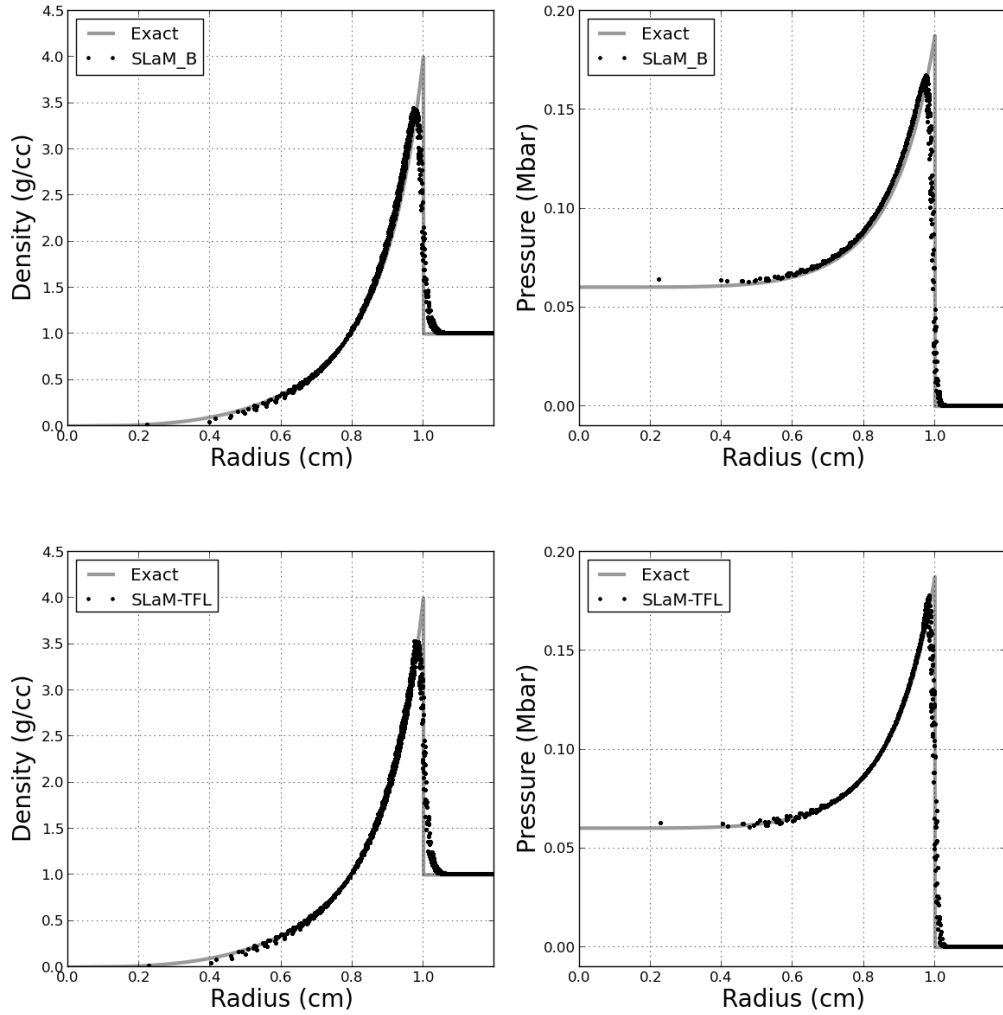 4.5
4.0
3.5
3.0
2.5
2.0
1.5
1.0
0.5
0.0
Density (g/cc)
Exact
SLaM_B
0.0 0.2 0.4 0.6 0.8 1.0
Radius (cm)
0.20
0.15
0.10
0.05
0.00
Pressure (Mbar)
Exact
SLaM_B
0.0 0.2 0.4 0.6 0.8 1.0
Radius (cm)
4.5
4.0
3.5
3.0
2.5
2.0
1.5
1.0
0.5
0.0
Density (g/cc)
Exact
SLaM-TFL
0.0 0.2 0.4 0.6 0.8 1.0
Radius (cm)
0.20
0.15
0.10
0.05
0.00
Pressure (Mbar)
Exact
SLaM-TFL
0.0 0.2 0.4 0.6 0.8 1.0
Radius (cm)